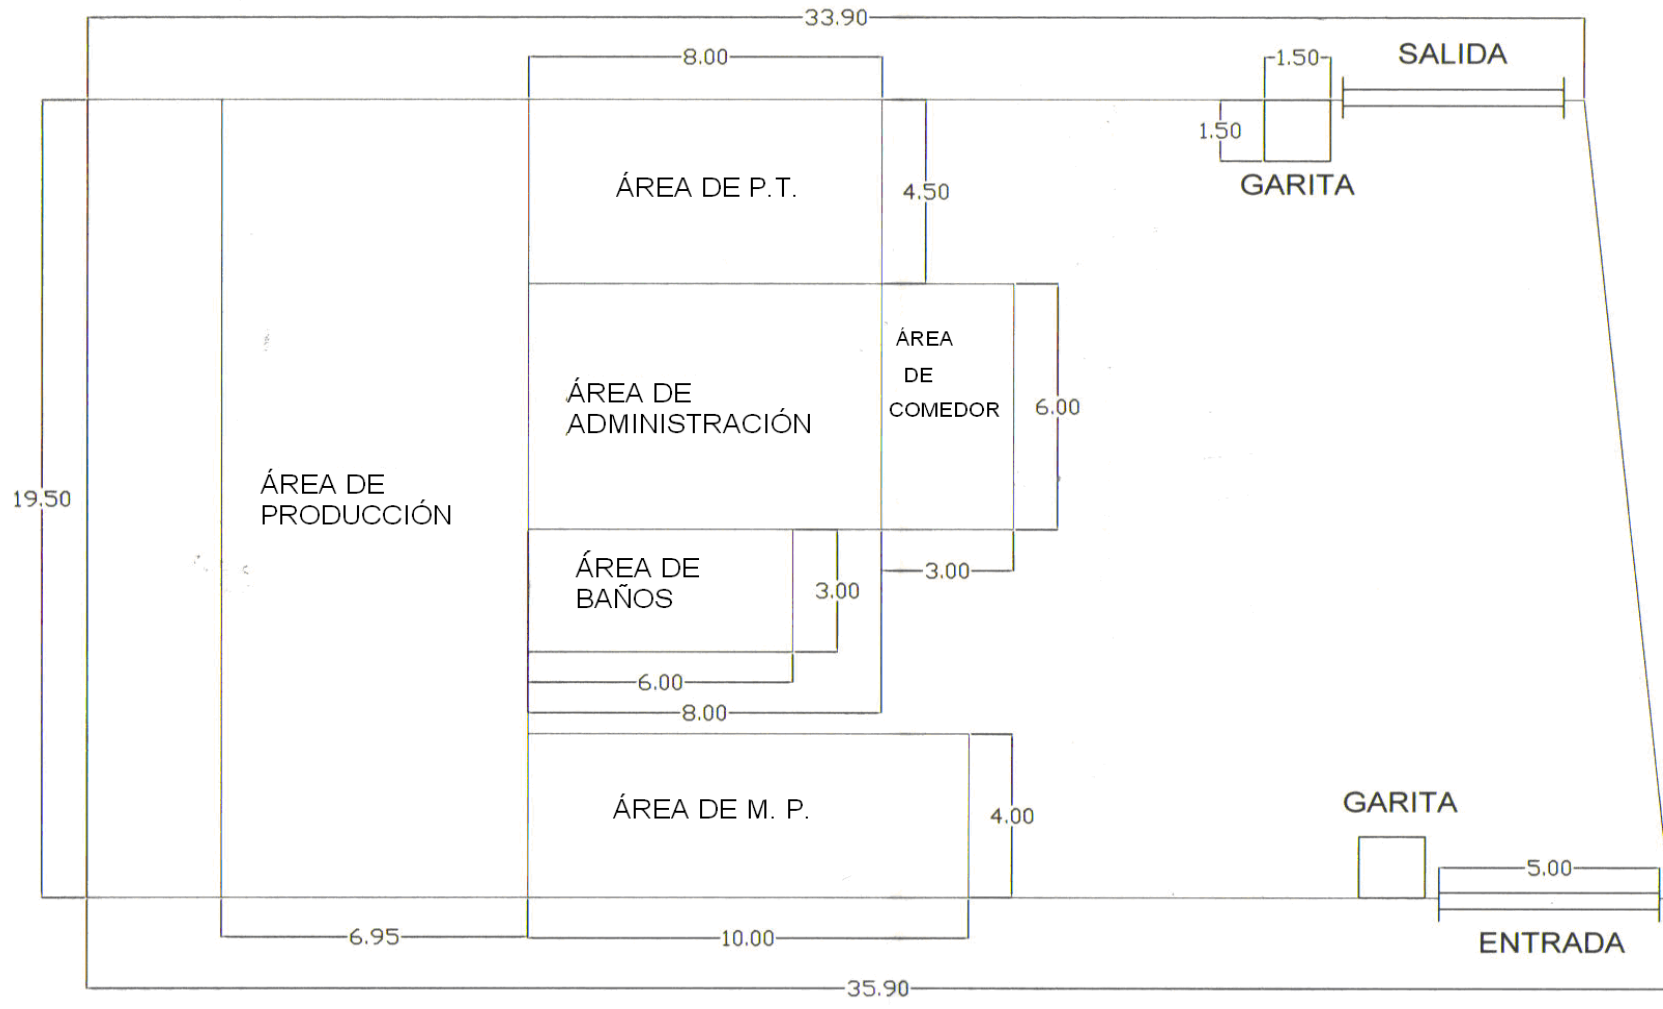 33.90
8.00
1.50
SALIDA
1.50
GARITA
ÁREA DE P.T.
4.50
ÁREA
DE
COMEDOR
6.00
ÁREA DE
ADMINISTRACIÓN
19.50
ÁREA DE
PRODUCCIÓN
ÁREA DE
BAÑOS
3.00
3.00
6.00
8.00
ÁREA DE M. P.
4.00
GARITA
5.00
6.95
10.00
ENTRADA
35.90